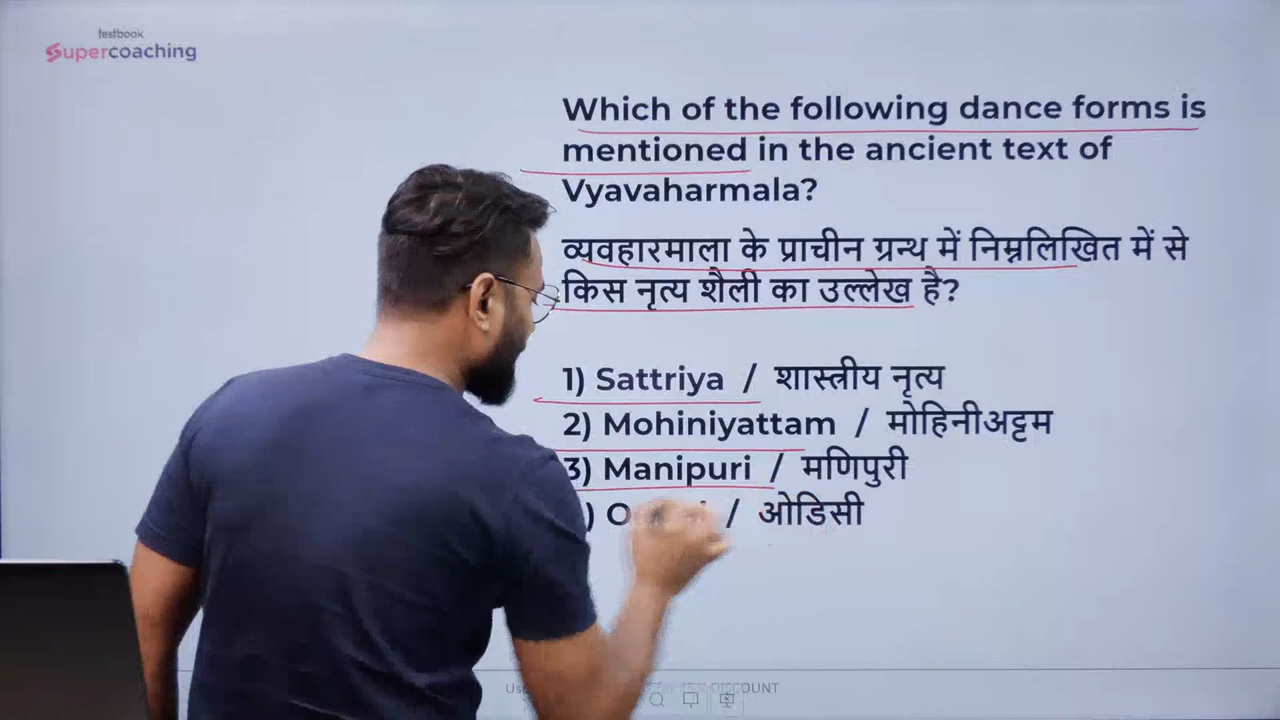 testbook
Supercoaching
Which of the following dance forms is
mentioned in the ancient text of
Vyavaharmala?
व्यवहारमाला के प्राचीन ग्रन्थ में निम्नलिखित में से
किस नृत्य शैली का उल्लेख है?
1) Sattriya / शास्त्रीय नृत्य
2) Mohiniyattam / मोहिनीअट्टम
3) Manipuri / मणिपुरी
) O / ओडिसी
DISCOUNT